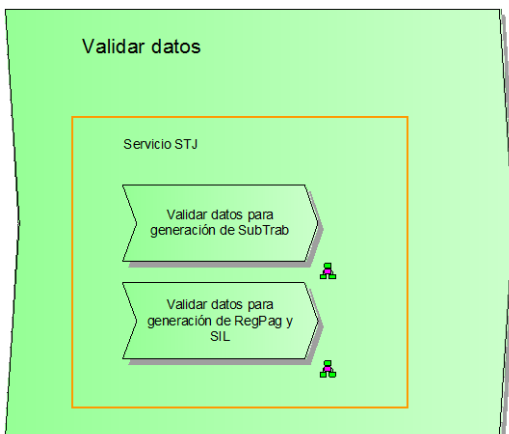 Validar datos
Servicio STJ
Validar datos para
generación de SubTrab
Validar datos para
generación de RegPag y
SIL